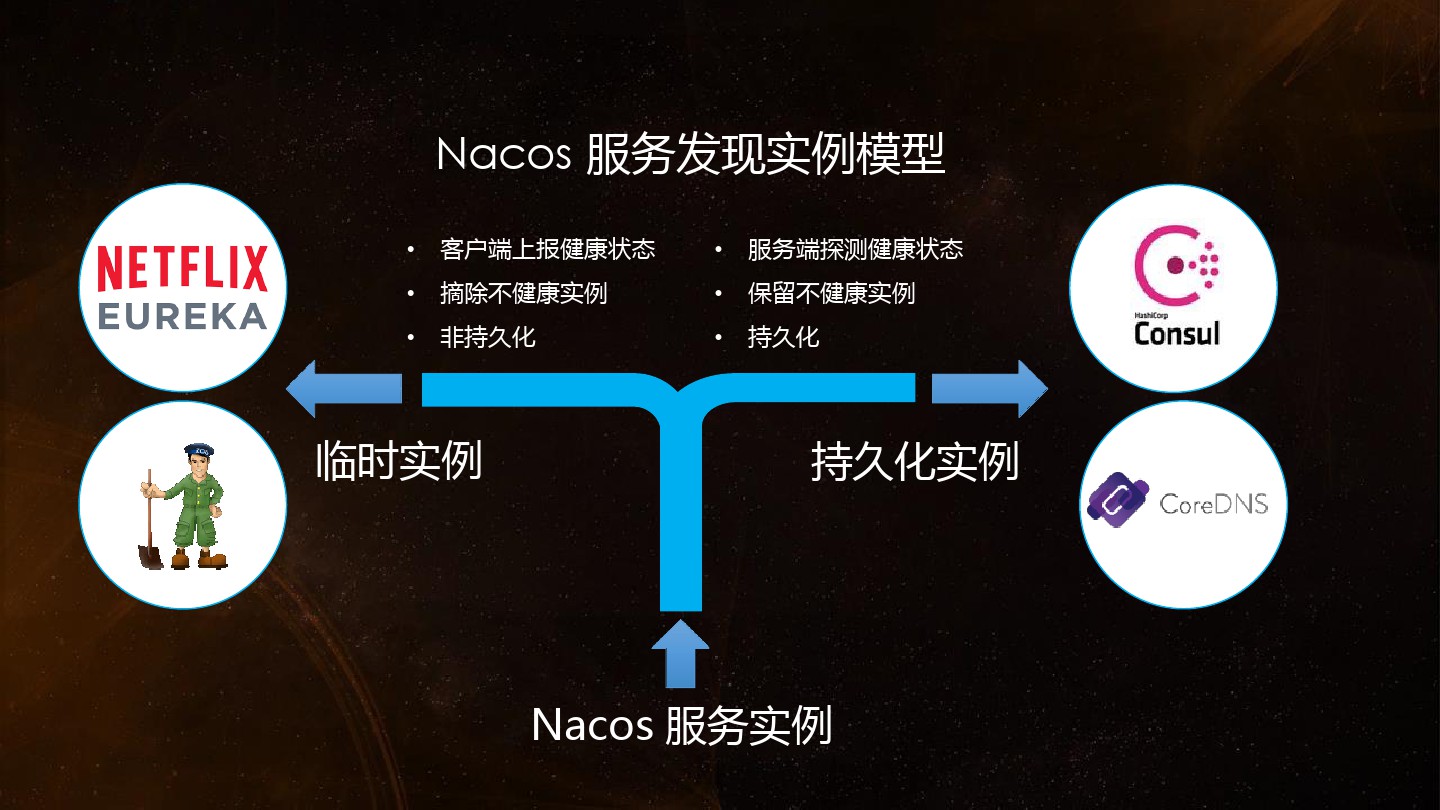 Nacos 服务发现实例模型
NETFLIX
EUREKA
• 客户端上报健康状态
• 摘除不健康实例
• 非持久化
• 服务端探测健康状态
• 保留不健康实例
• 持久化
HashiCorp
Consul
临时实例
持久化实例
CoreDNS
Nacos 服务实例